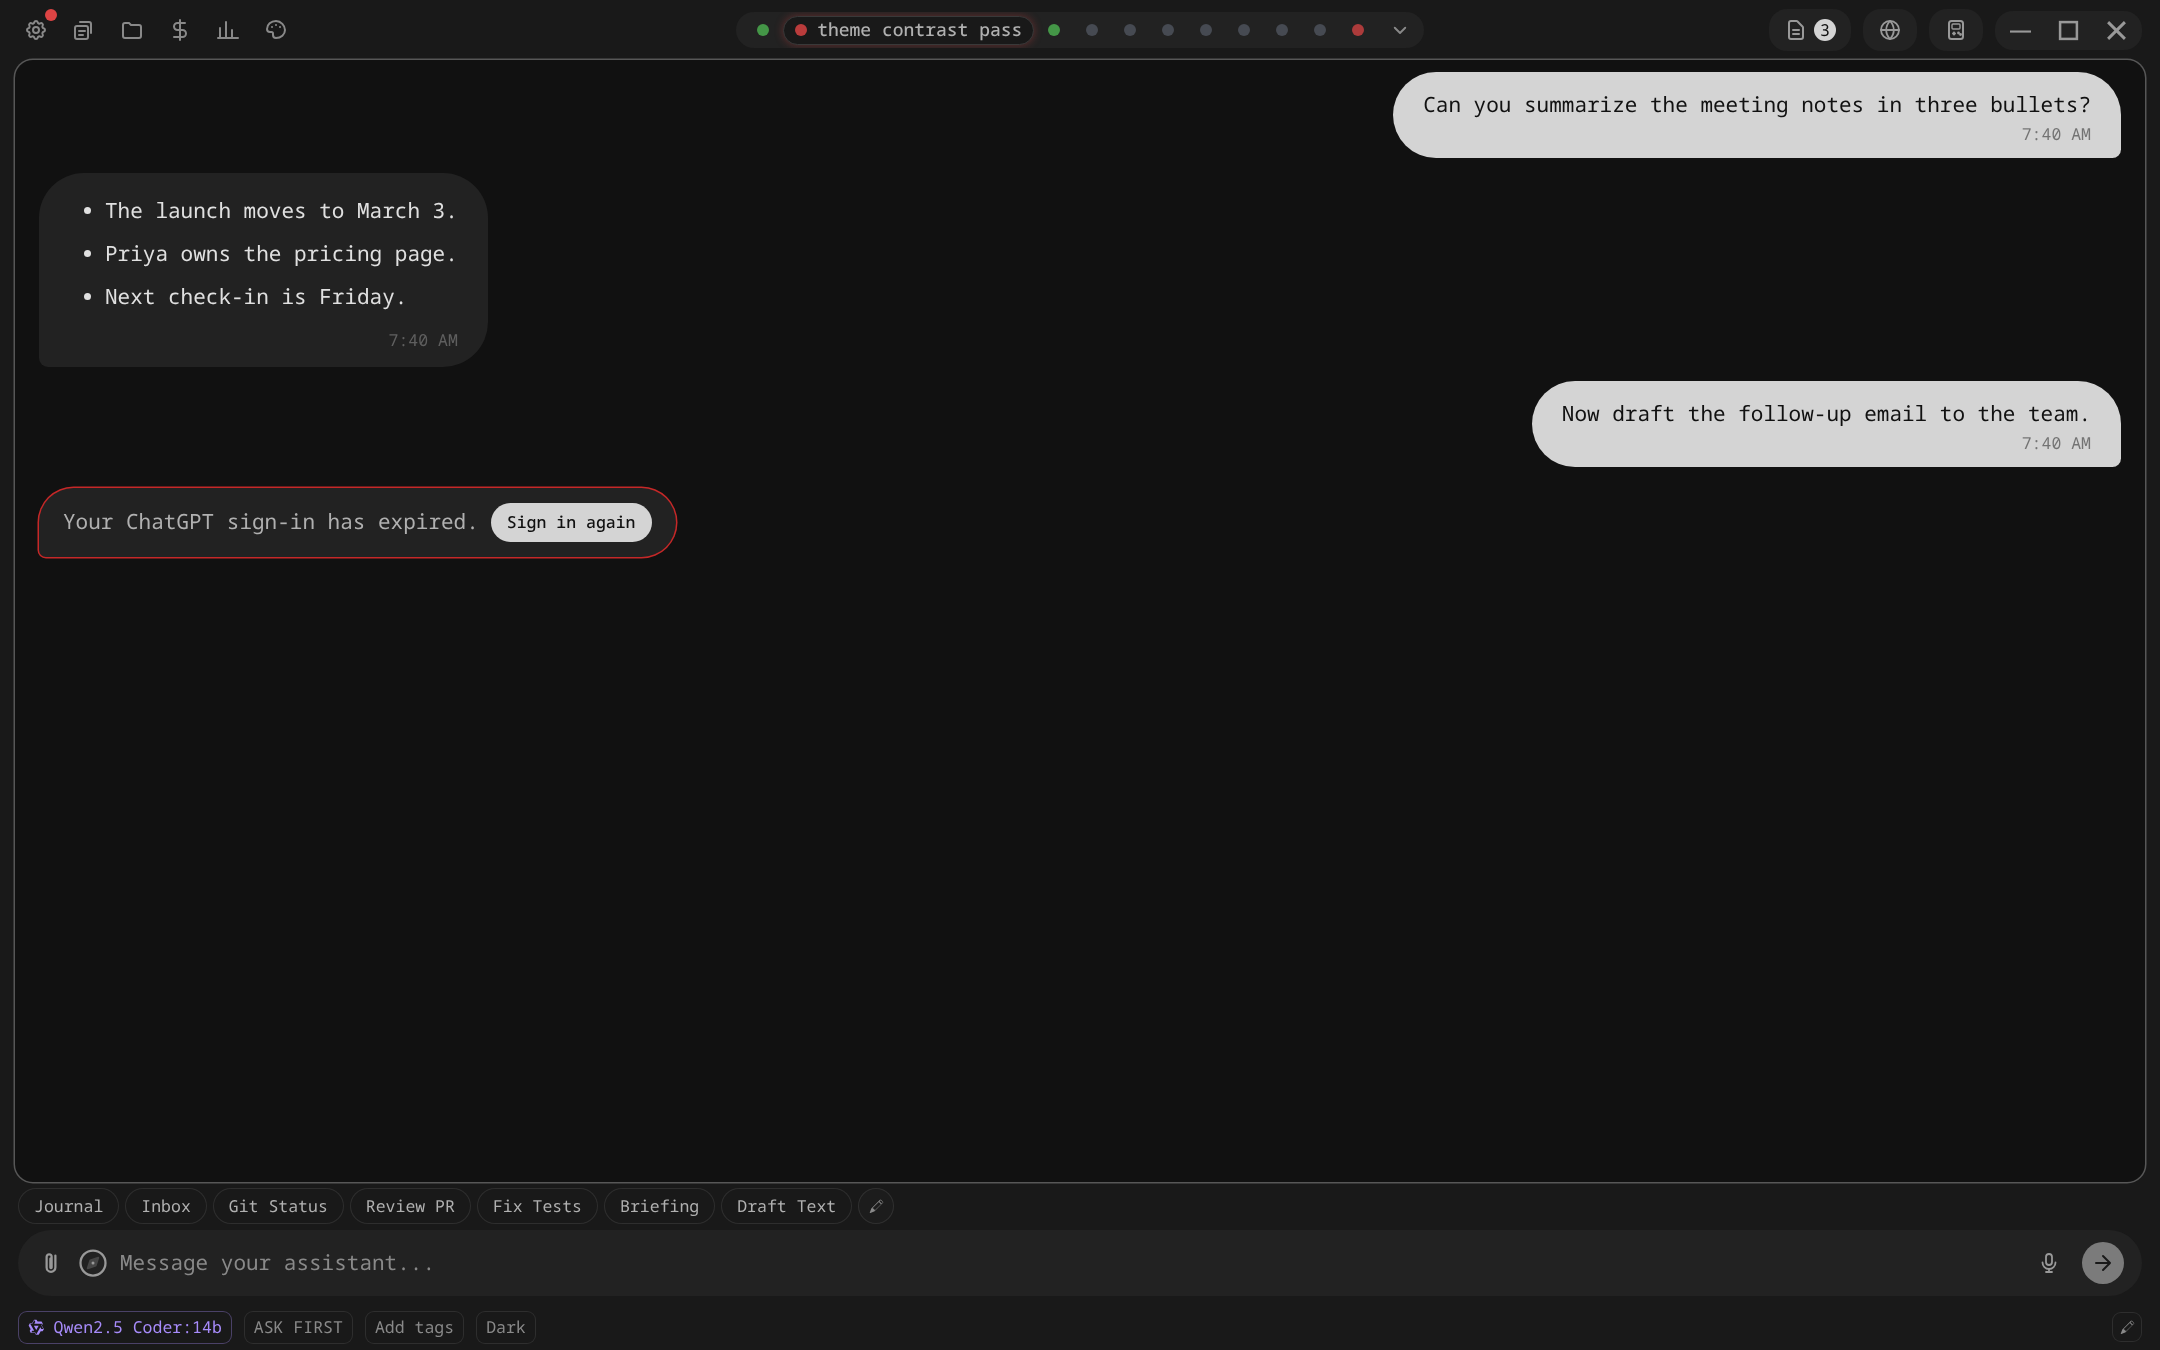 theme contrast pass
3
Can you summarize the meeting notes in three bullets?
7:40 AM
• The launch moves to March 3.
• Priya owns the pricing page.
• Next check-in is Friday.
7:40 AM
Now draft the follow-up email to the team.
7:40 AM
Your ChatGPT sign-in has expired. Sign in again
Journal Inbox Git Status Review PR Fix Tests Briefing Draft Text
Message your assistant...
Qwen2.5 Coder:14b ASK FIRST Add tags Dark